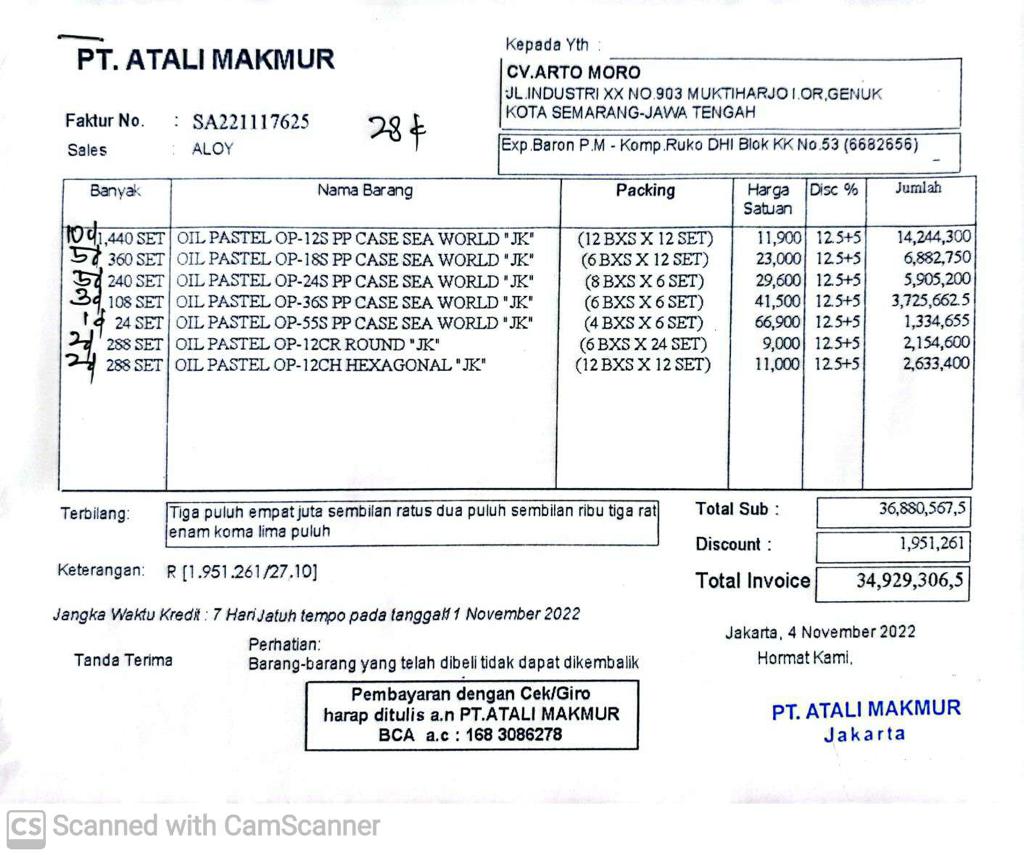 PT. ATALI MAKMUR
Kepada Yth :
CV.ARTO MORO
JL.INDUSTRI XX NO.903 MUKTIHARJO LOR,GENUK
KOTA SEMARANG-JAWA TENGAH
Faktur No. : SA221117625
28
Sales : ALOY
Exp.Baron P.M - Komp.Ruko DHI Blok KK No.53 (6682656)
Banyak Nama Barang Packing Harga Satuan Disc % Jumlah
10d 1,440 SET OIL PASTEL OP-12S PP CASE SEA WORLD "JK" (12 BXS X 12 SET) 11,900 12.5+5 14,244,300
5d 360 SET OIL PASTEL OP-18S PP CASE SEA WORLD "JK" (6 BXS X 12 SET) 23,000 12.5+5 6,882,750
5d 240 SET OIL PASTEL OP-24S PP CASE SEA WORLD "JK" (8 BXS X 6 SET) 29,600 12.5+5 5,905,200
3d 108 SET OIL PASTEL OP-36S PP CASE SEA WORLD "JK" (6 BXS X 6 SET) 41,500 12.5+5 3,725,662.5
1d 24 SET OIL PASTEL OP-55S PP CASE SEA WORLD "JK" (4 BXS X 6 SET) 66,900 12.5+5 1,334,655
2d 288 SET OIL PASTEL OP-12CR ROUND "JK" (6 BXS X 24 SET) 9,000 12.5+5 2,154,600
2d 288 SET OIL PASTEL OP-12CH HEXAGONAL "JK" (12 BXS X 12 SET) 11,000 12.5+5 2,633,400
Terbilang: Tiga puluh empat juta sembilan ratus dua puluh sembilan ribu tiga rat
enam koma lima puluh
Total Sub : 36,880,567,5
Discount : 1,951,261
Keterangan: R [1.951.261/27.10]
Total Invoice 34,929,306,5
Jangka Waktu Kredit : 7 Hari Jatuh tempo pada tanggal 11 November 2022
Jakarta, 4 November 2022
Tanda Terima
Perhatian:
Barang-barang yang telah dibeli tidak dapat dikembalik
Hormat Kami,
Pembayaran dengan Cek/Giro
harap ditulis a.n PT.ATALI MAKMUR
BCA a.c : 168 3086278
PT. ATALI MAKMUR
Jakarta
CS Scanned with CamScanner